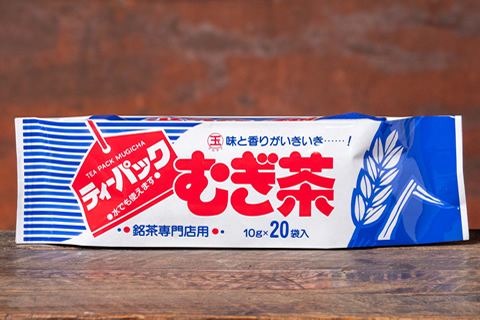 TEA PACK MUGICHA
ティーパック
●水でも使えます●
玉 味と香りがいきいき……!
むぎ茶
●●銘茶専門店用●●
10g×20袋入